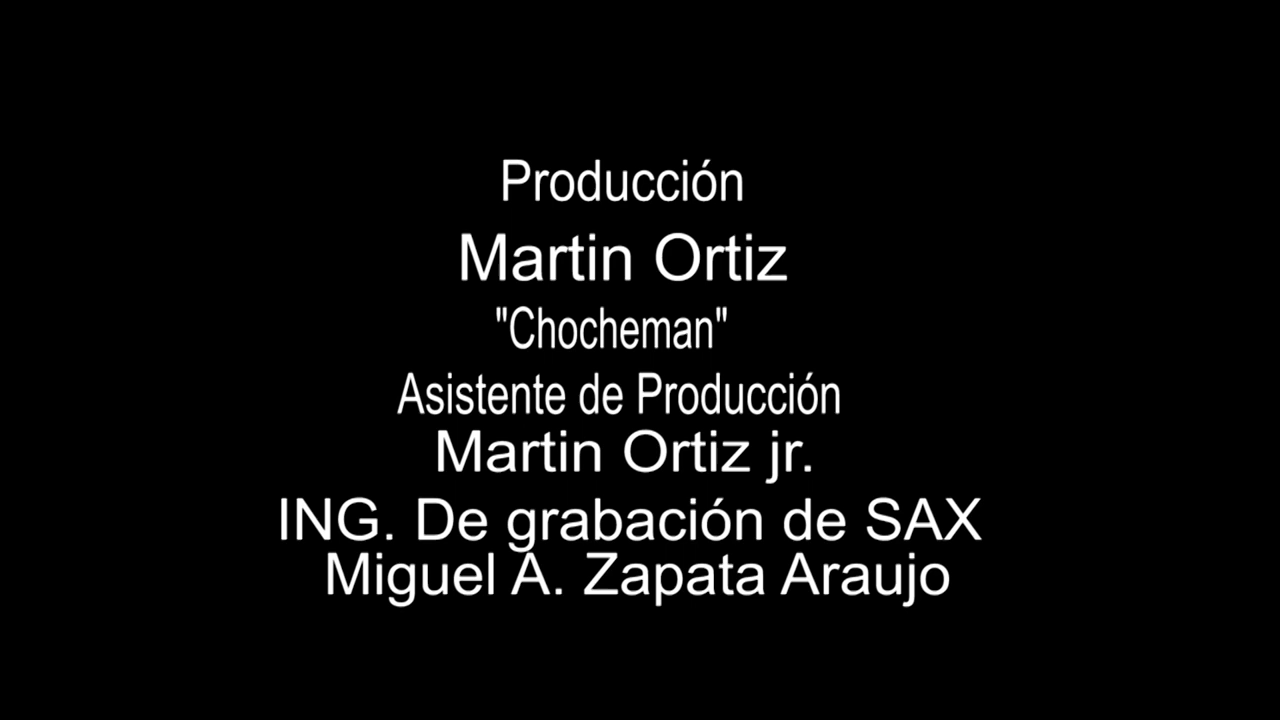 Producción
Martin Ortiz
"Chocheman"
Asistente de Producción
Martin Ortiz jr.
ING. De grabación de SAX
Miguel A. Zapata Araujo